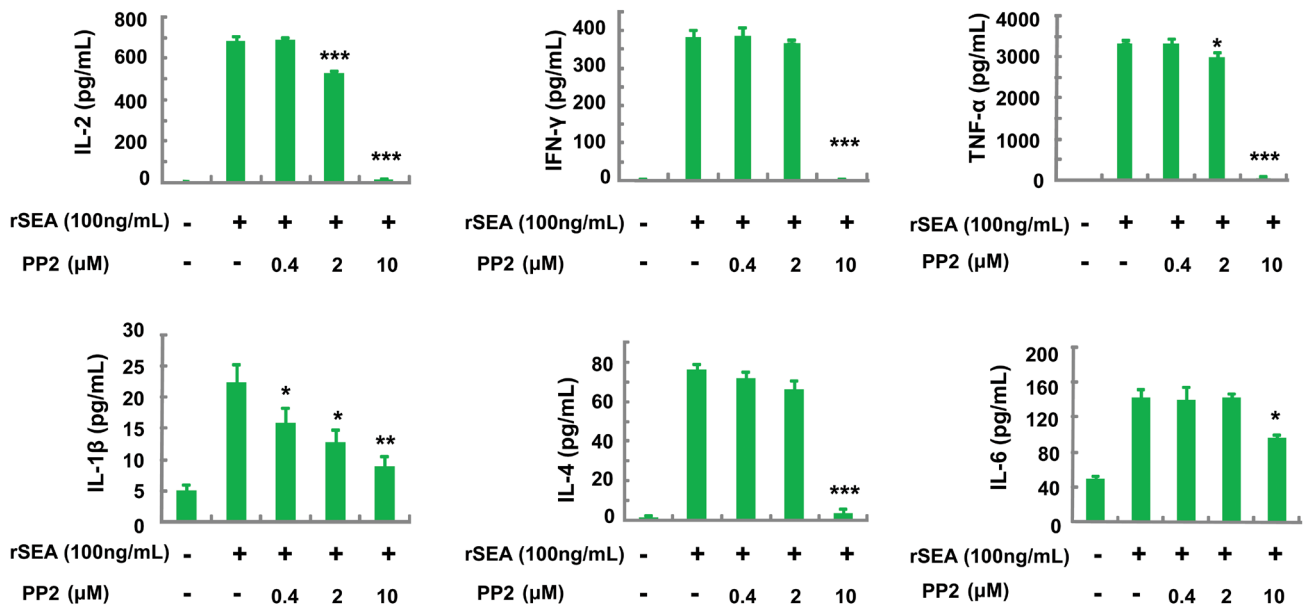 IL-2 (pg/mL)
800
600
400
200
0
***
***
rSEA (100ng/mL) - + + + +
PP2 (μM) - - 0.4 2 10
IFN-γ (pg/mL)
400
300
200
100
0
***
rSEA (100ng/mL) - + + + +
PP2 (μM) - - 0.4 2 10
TNF-α (pg/mL)
4000
3000
2000
1000
0
*
***
rSEA (100ng/mL) - + + + +
PP2 (μM) - - 0.4 2 10
IL-1β (pg/mL)
30
25
20
15
10
5
0
*
*
**
rSEA (100ng/mL) - + + + +
PP2 (μM) - - 0.4 2 10
IL-4 (pg/mL)
80
60
40
20
0
***
rSEA (100ng/mL) - + + + +
PP2 (μM) - - 0.4 2 10
IL-6 (pg/mL)
200
160
120
80
40
0
*
rSEA (100ng/mL) - + + + +
PP2 (μM) - - 0.4 2 10